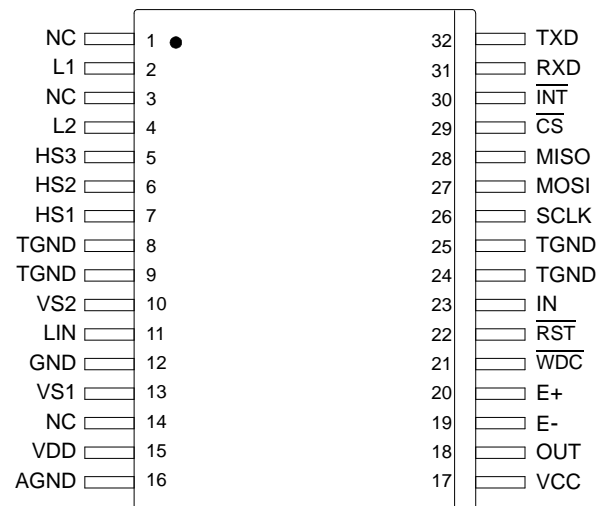 NC 1 32 TXD
L1 2 31 RXD
NC 3 30 INT
L2 4 29 CS
HS3 5 28 MISO
HS2 6 27 MOSI
HS1 7 26 SCLK
TGND 8 25 TGND
TGND 9 24 TGND
VS2 10 23 IN
LIN 11 22 RST
GND 12 21 WDC
VS1 13 20 E+
NC 14 19 E-
VDD 15 18 OUT
AGND 16 17 VCC